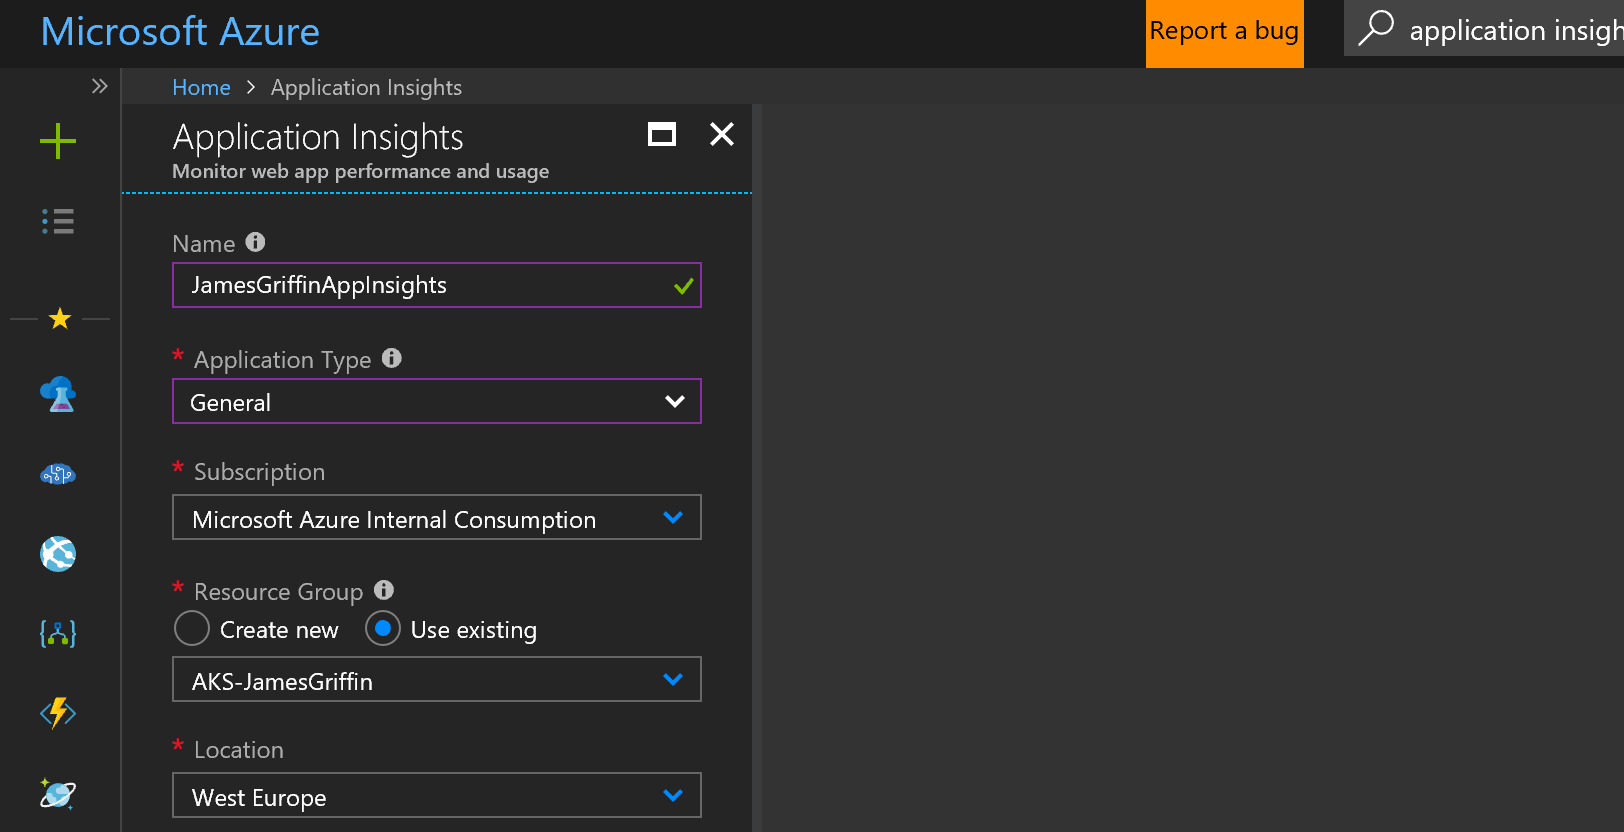 Microsoft Azure
Report a bug
application insigh
Home > Application Insights
Application Insights
Monitor web app performance and usage
Name
JamesGriffinAppInsights
* Application Type
General
* Subscription
Microsoft Azure Internal Consumption
* Resource Group
Create new Use existing
AKS-JamesGriffin
* Location
West Europe